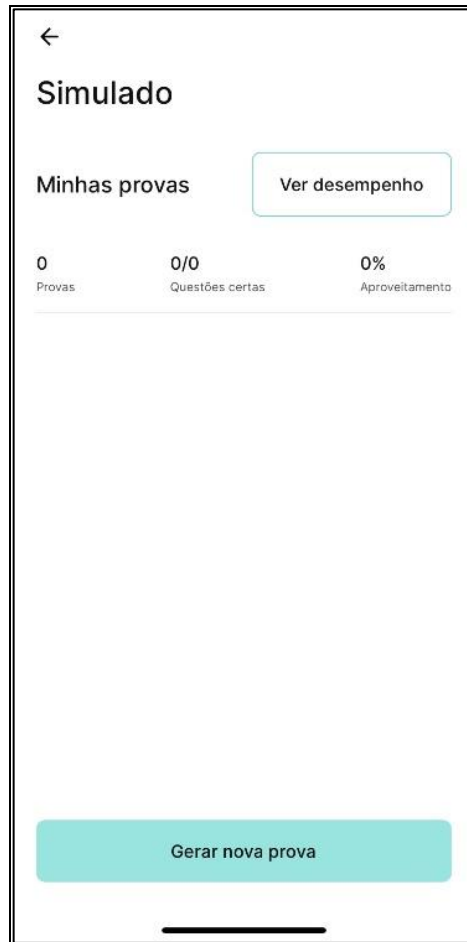 Simulado
Minhas provas
Ver desempenho
0 0/0 0%
Provas Questões certas Aproveitamento
Gerar nova prova